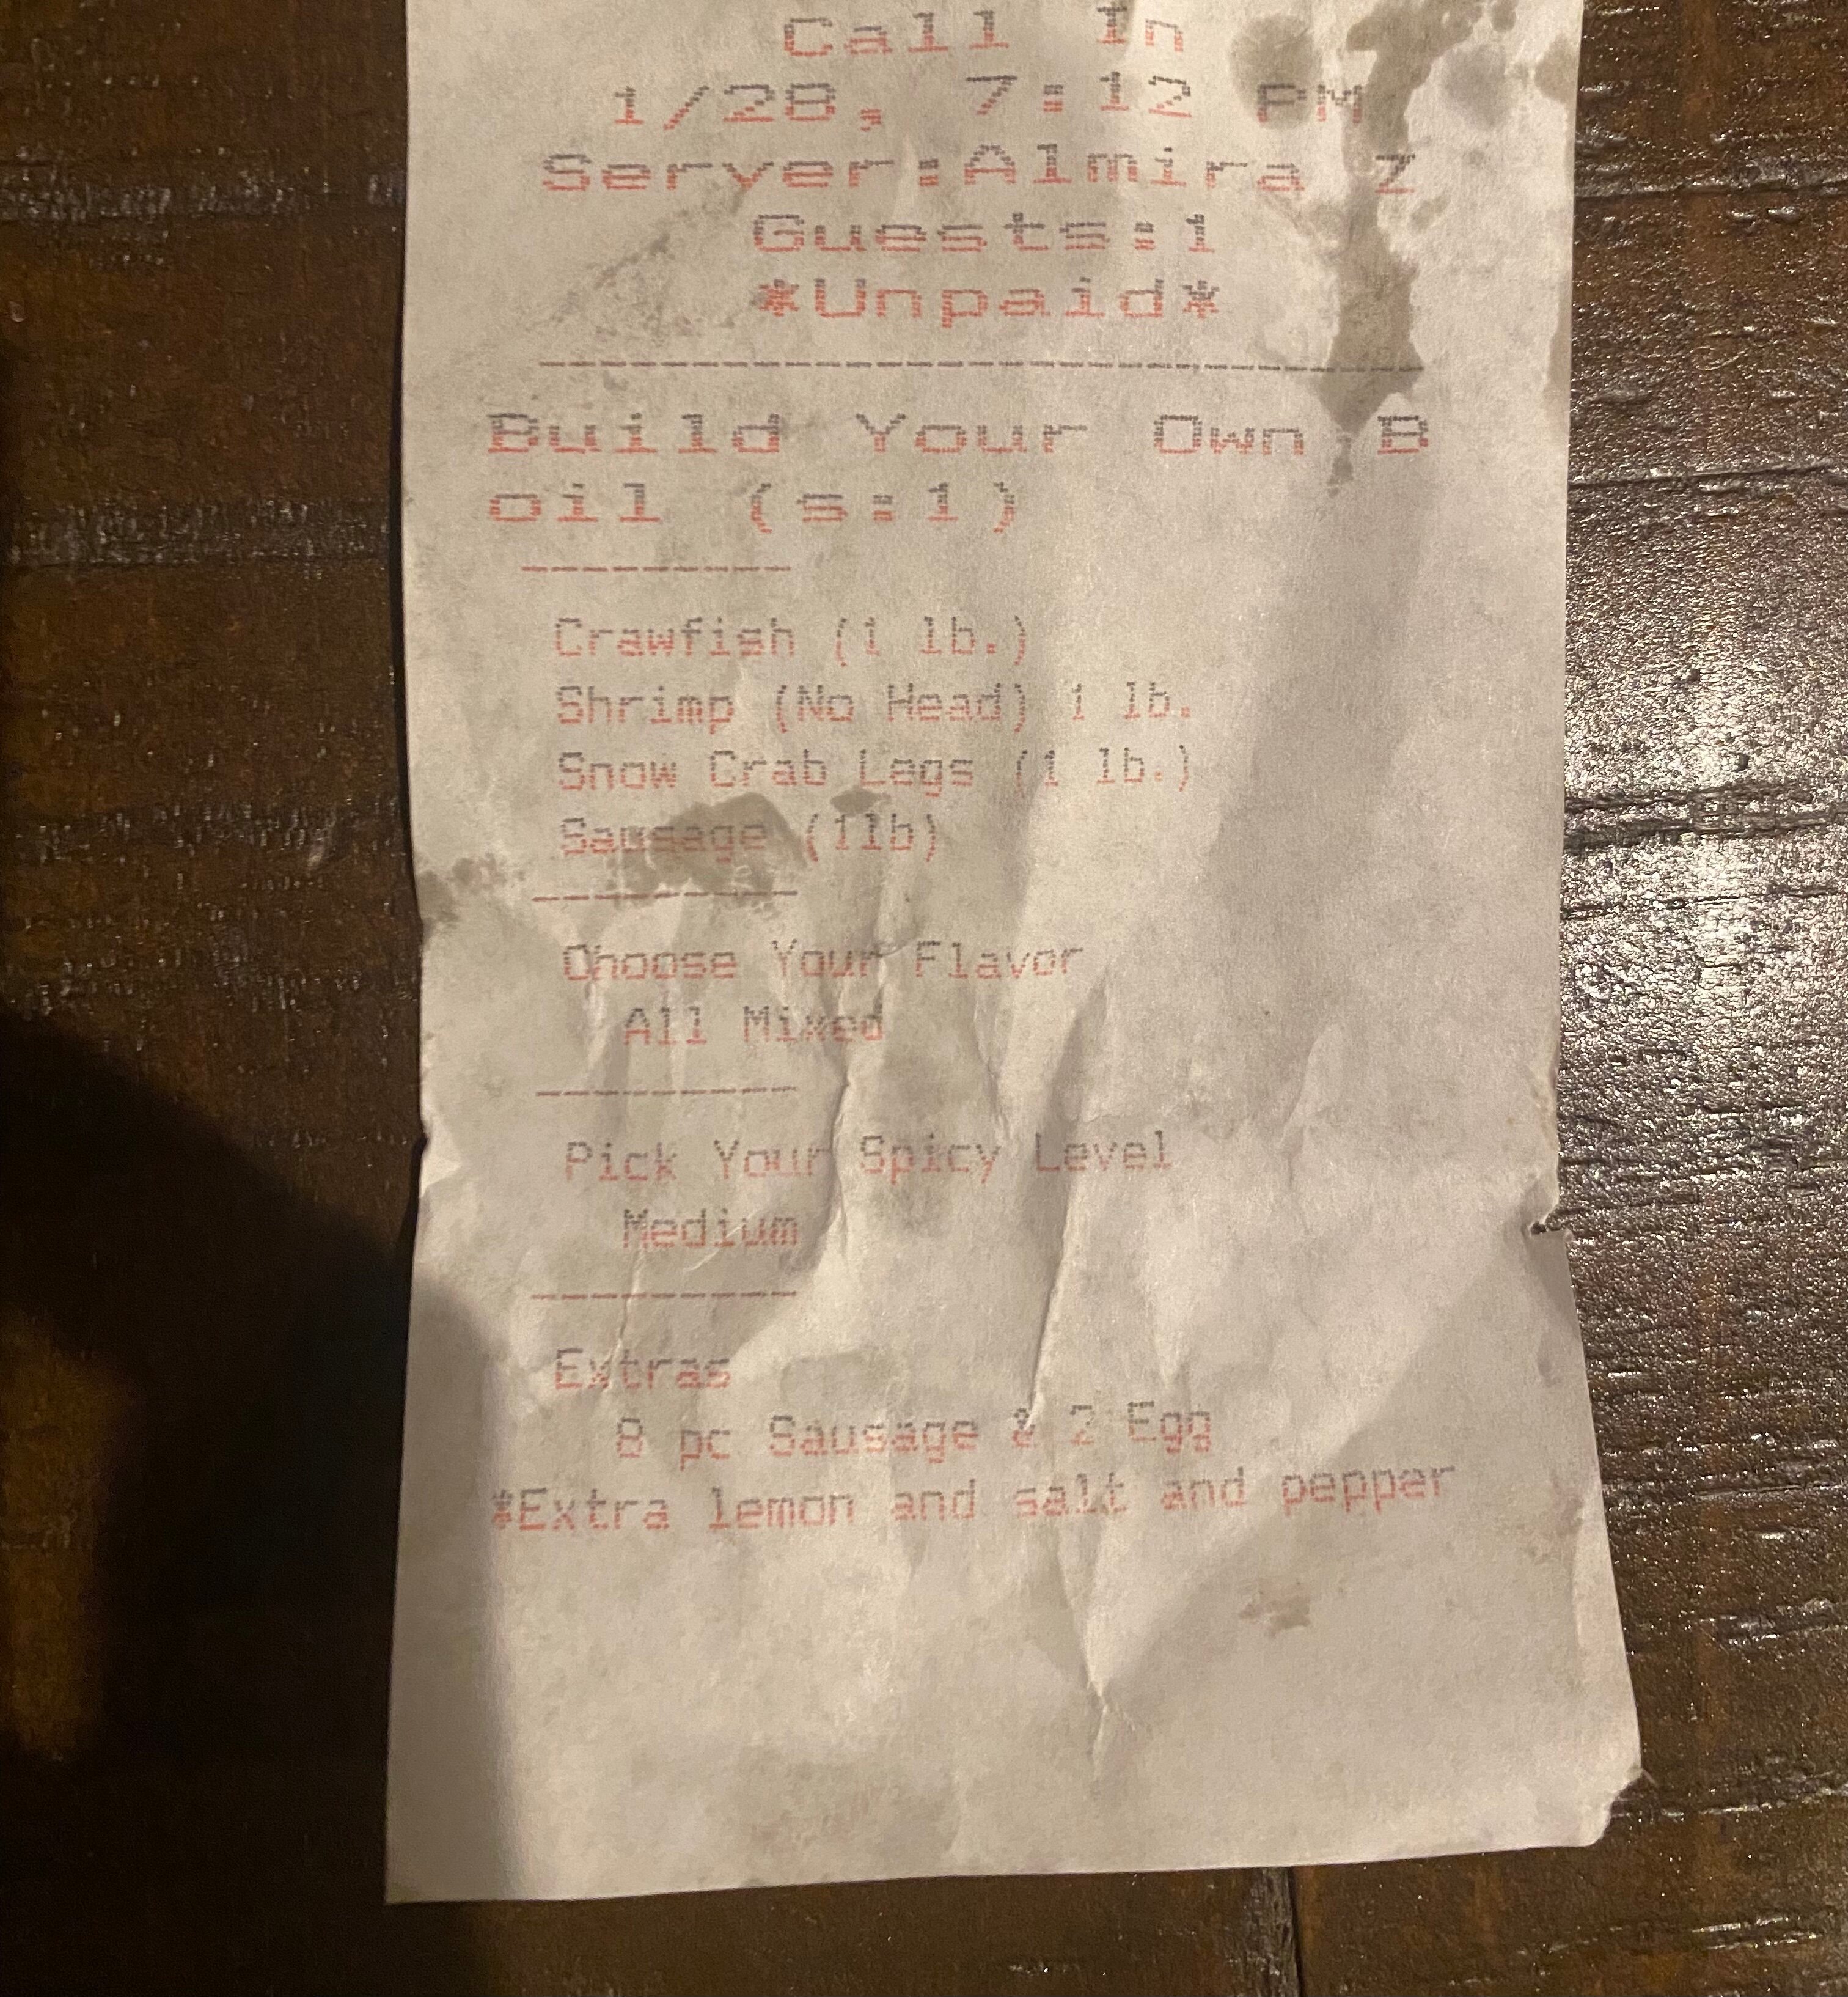 Call In
1/28, 7:12 PM
Server:Almira Z
Guests:1
*Unpaid*
Build Your Own B
oil (s:1)
Crawfish (1 lb.)
Shrimp (No Head) 1 lb.
Snow Crab Legs (1 lb.)
Sausage (1lb)
Choose Your Flavor
All Mixed
Pick Your Spicy Level
Medium
Extras
8 pc Sausage & 2 Egg
*Extra lemon and salt and pepper